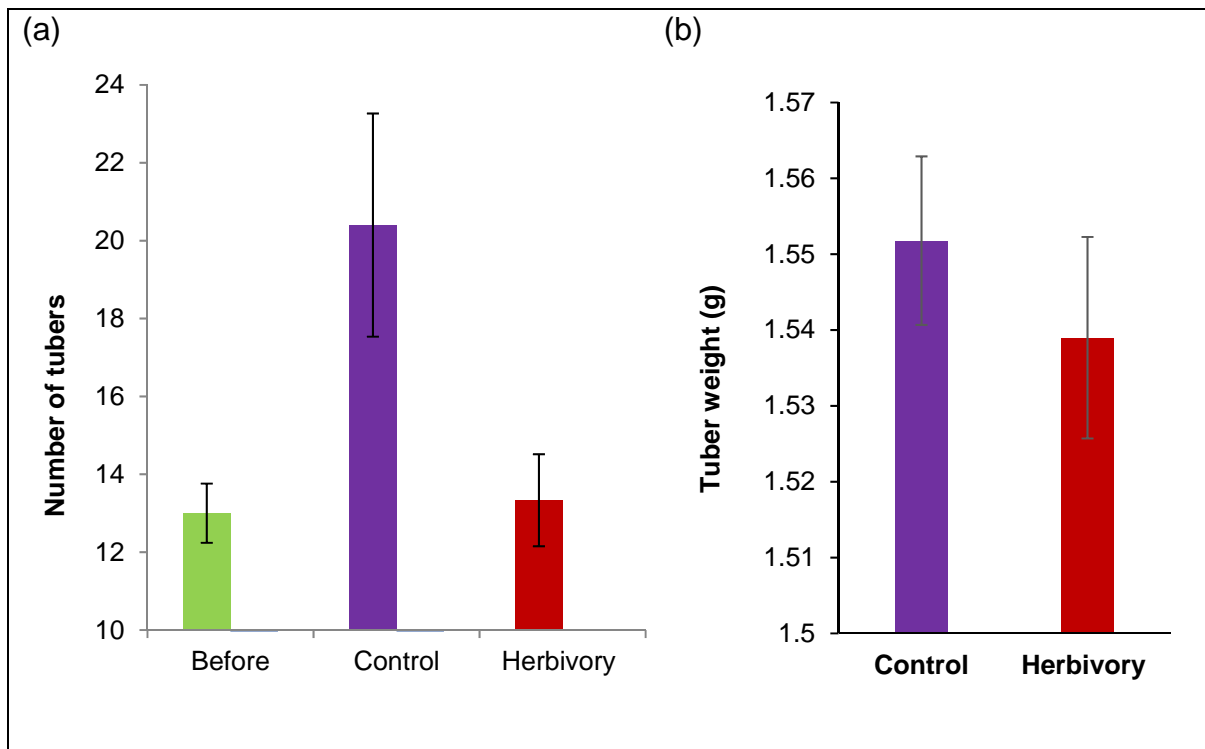 (a)
Number of tubers
24
22
20
18
16
14
12
10
Before Control Herbivory
(b)
Tuber weight (g)
1.57
1.56
1.55
1.54
1.53
1.52
1.51
1.5
Control Herbivory